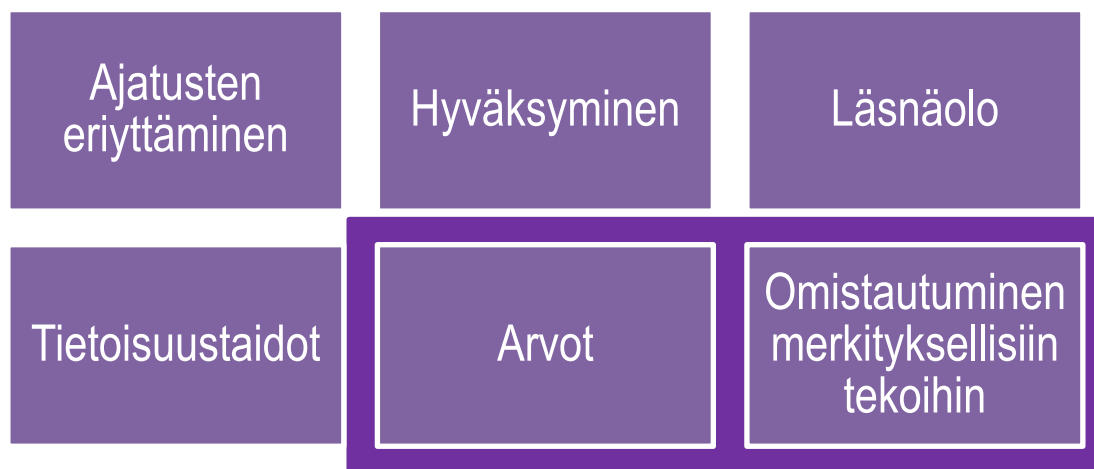 Ajatusten
eriyttäminen
Hyväksyminen
Läsnäolo
Tietoisuustaidot
Arvot
Omistautuminen
merkityksellisiin
tekoihin